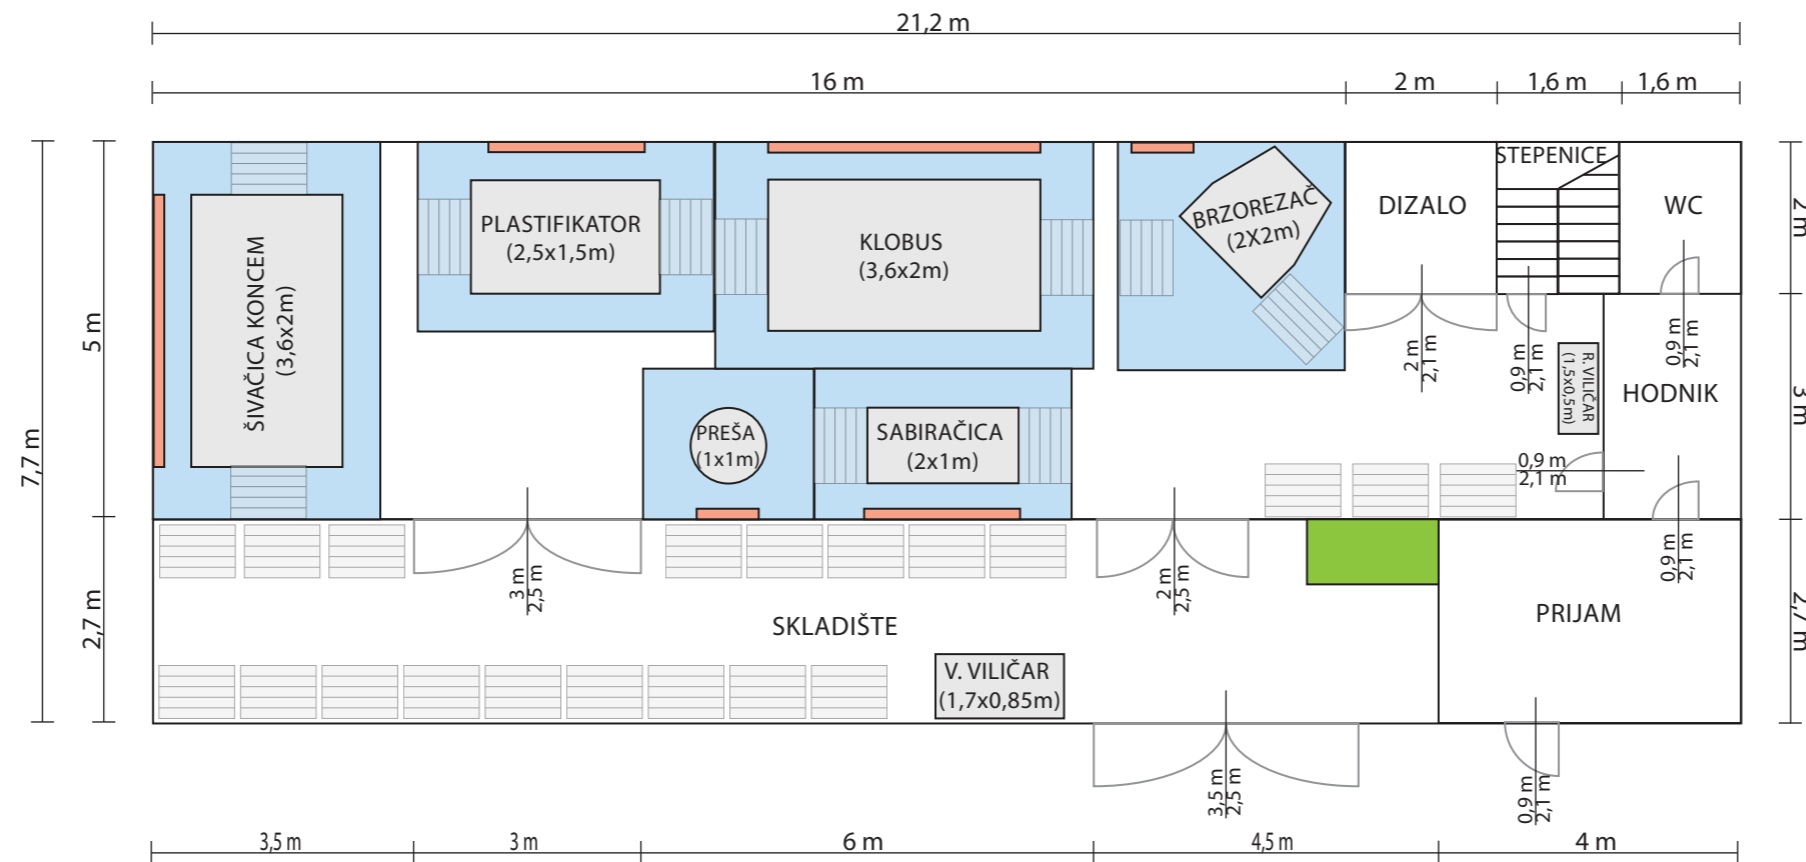 21,2 m
16 m
2 m
1,6 m
1,6 m
7,7 m
5 m
2,7 m
2 m
3 m
2,7 m
ŠIVAČICA KONCEM
(3,6x2m)
PLASTIFIKATOR
(2,5x1,5m)
KLOBUS
(3,6x2m)
BRZOREZAČ
(2X2m)
DIZALO
STEPENICE
WC
2 m
2,1 m
0,9 m
2,1 m
0,9 m
2,1 m
R.VILIČAR
(1,5x0,5m)
HODNIK
PREŠA
(1x1m)
SABIRAČICA
(2x1m)
0,9 m
2,1 m
0,9 m
2,1 m
3 m
2,5 m
2 m
2,5 m
SKLADIŠTE
PRIJAM
V. VILIČAR
(1,7x0,85m)
3,5 m
2,5 m
0,9 m
2,1 m
3,5 m
3 m
6 m
4,5 m
4 m